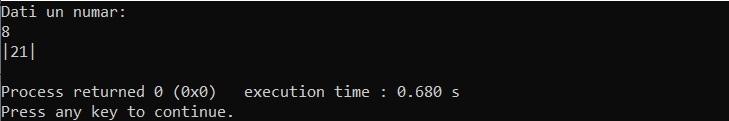 Dati un numar:
8
|21|
Process returned 0 (0x0)   execution time : 0.680 s
Press any key to continue.